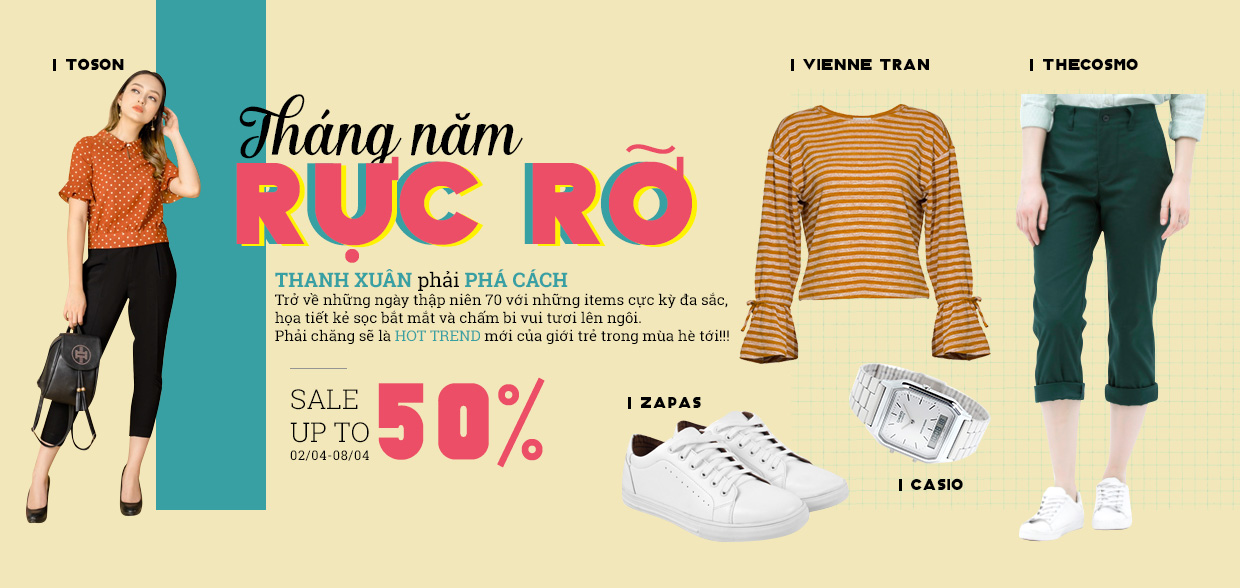 TOSON
VIENNE TRAN
THECOSMO
Tháng năm
RỰC RỠ
THANH XUÂN phải PHÁ CÁCH
Trở về những ngày thập niên 70 với những items cực kỳ đa sắc,
họa tiết kẻ sọc bắt mắt và chấm bi vui tươi lên ngôi.
Phải chăng sẽ là HOT TREND mới của giới trẻ trong mùa hè tới!!!
SALE
UP TO 50%
02/04-08/04
ZAPAS
CASIO